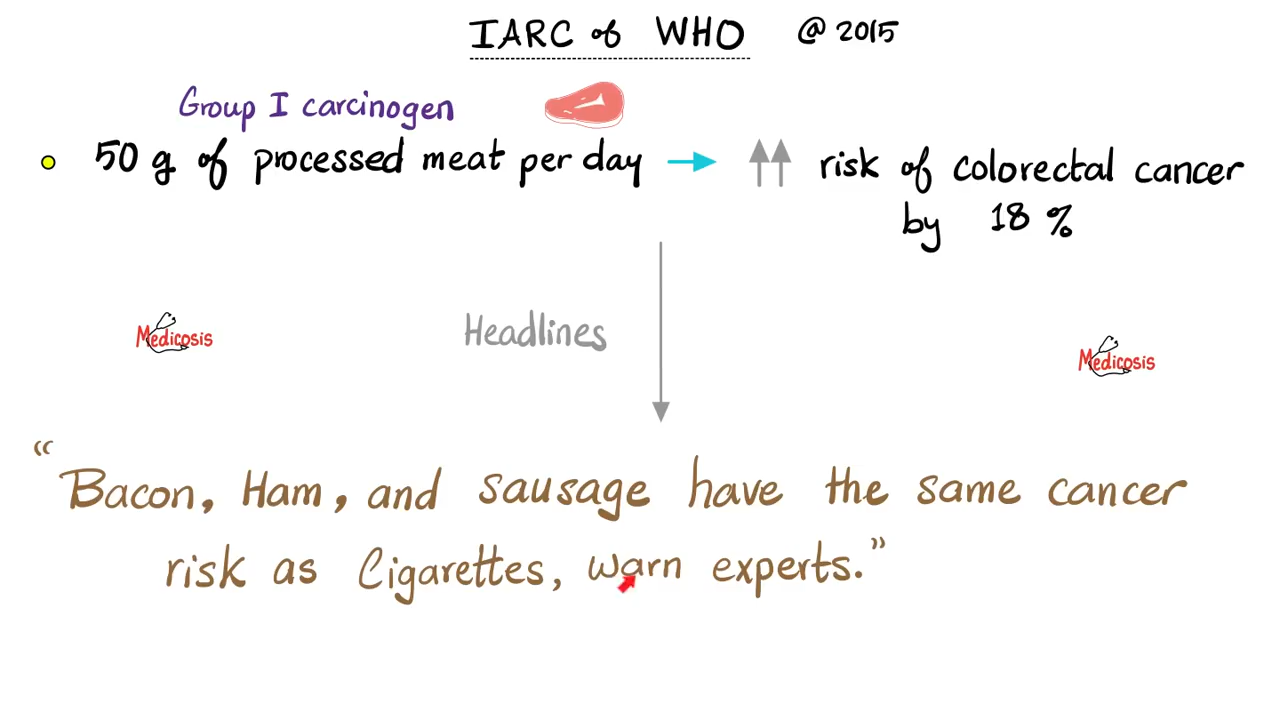 IARC of WHO @ 2015
Group I carcinogen
50 g of processed meat per day → ↑↑ risk of colorectal cancer
by 18 %
Headlines
Medicosis
Medicosis
“Bacon, Ham, and sausage have the same cancer
risk as Cigarettes, warn experts.”